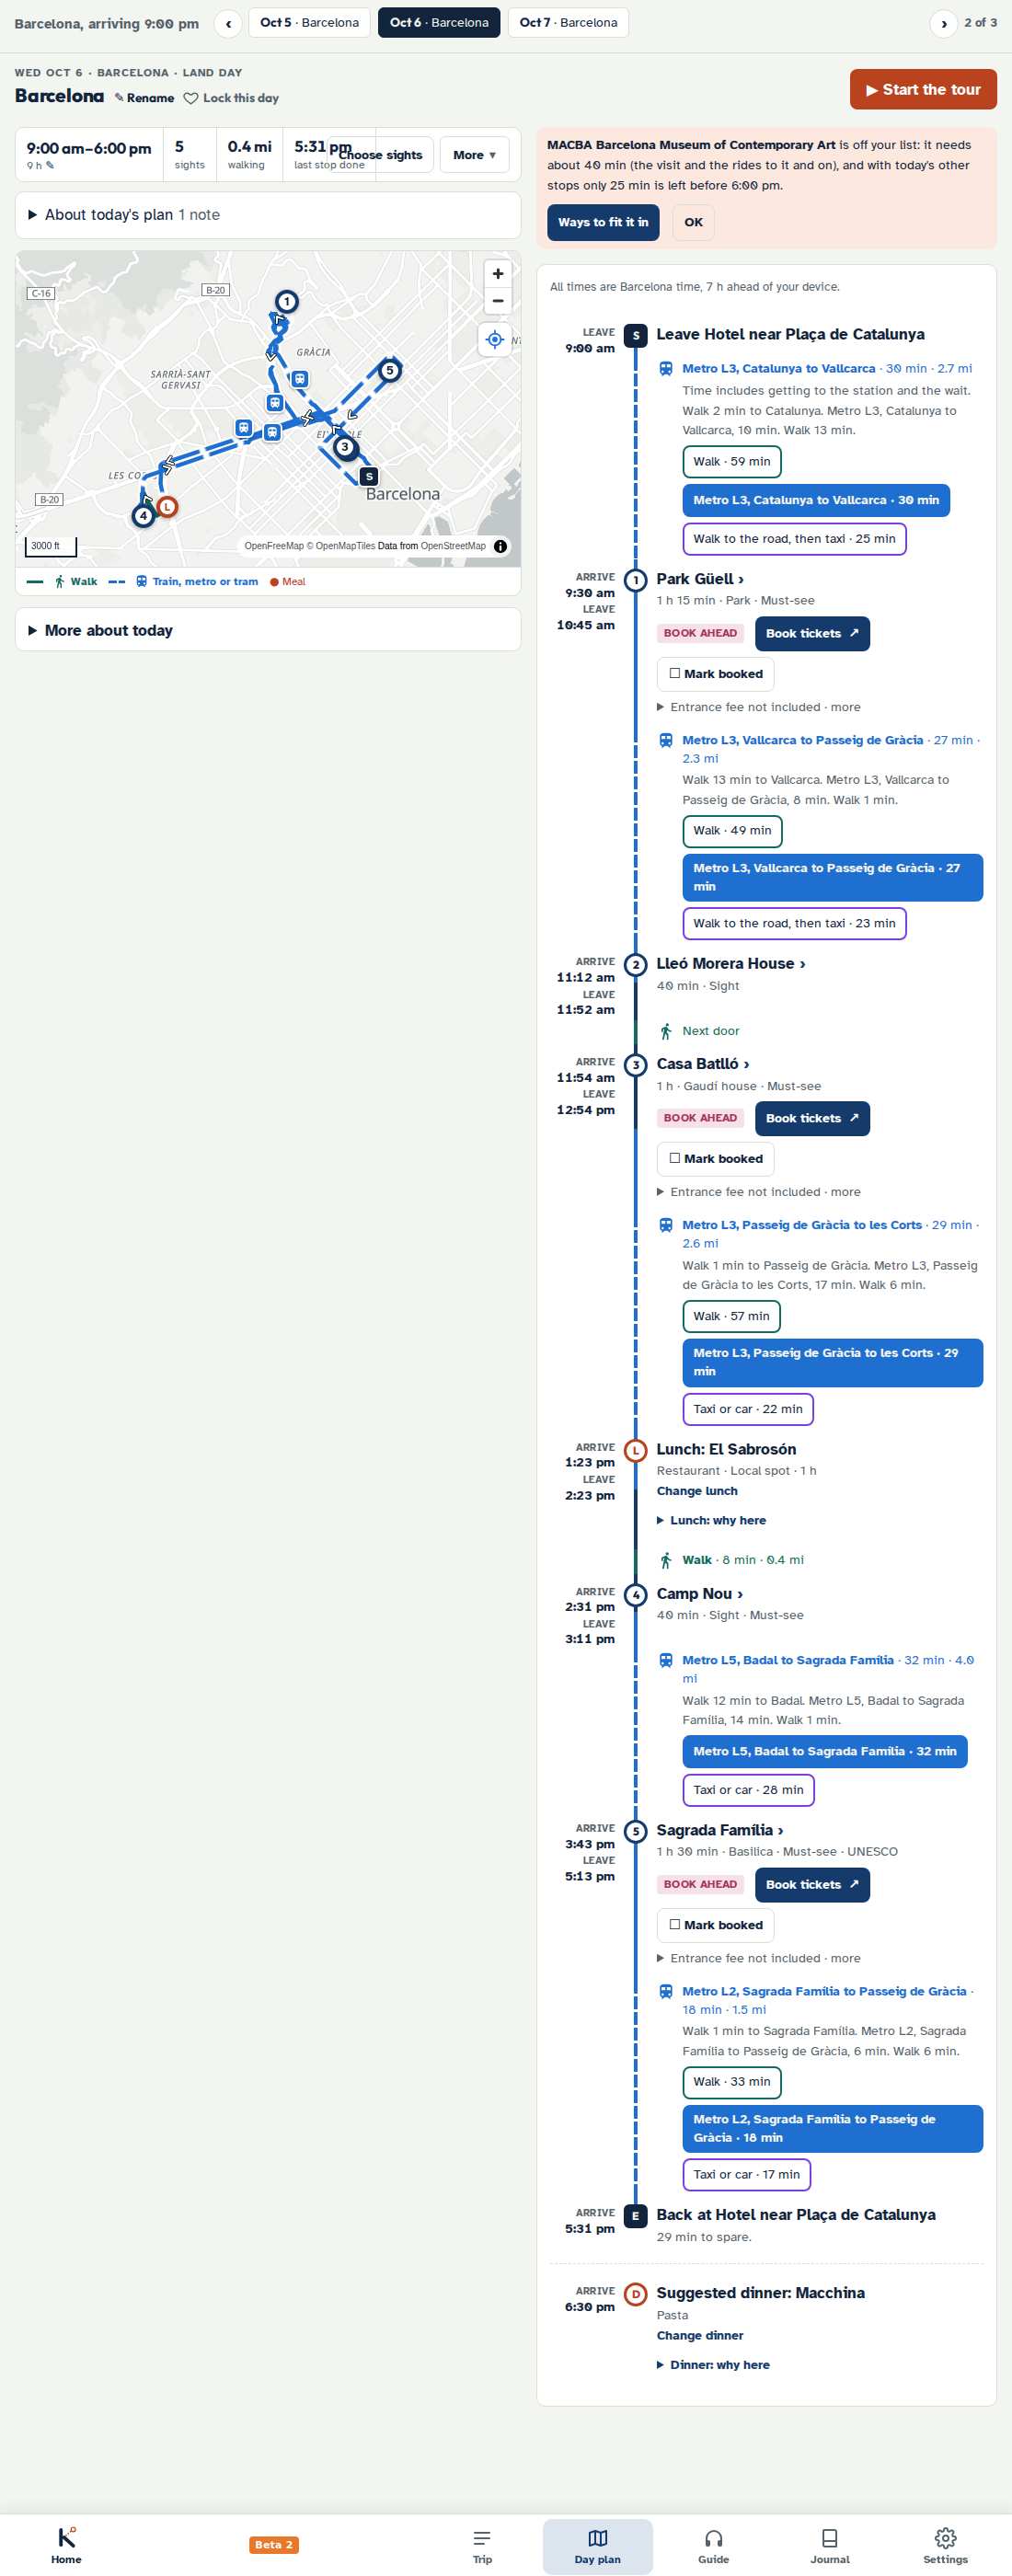 Barcelona, arriving 9:00 pm
‹
Oct 5 · Barcelona
Oct 6 · Barcelona
Oct 7 · Barcelona
›
2 of 3
WED OCT 6 · BARCELONA · LAND DAY
Barcelona
✎ Rename
Lock this day
▶ Start the tour
9:00 am–6:00 pm
9 h ✎
5
sights
0.4 mi
walking
5:31 pm
last stop done
Choose sights
More ▾
▶ About today's plan 1 note
C-16
B-20
1
GRÀCIA
5
SARRIÀ-SANT
GERVASI
3
S
LES CO
Barcelona
B-20
4
L
+
−
3000 ft
OpenFreeMap © OpenMapTiles Data from OpenStreetMap
Walk
Train, metro or tram
Meal
▶ More about today
MACBA Barcelona Museum of Contemporary Art is off your list: it needs
about 40 min (the visit and the rides to it and on), and with today's other
stops only 25 min is left before 6:00 pm.
Ways to fit it in
OK
All times are Barcelona time, 7 h ahead of your device.
LEAVE
9:00 am
S
Leave Hotel near Plaça de Catalunya
Metro L3, Catalunya to Vallcarca · 30 min · 2.7 mi
Time includes getting to the station and the wait.
Walk 2 min to Catalunya. Metro L3, Catalunya to
Vallcarca, 10 min. Walk 13 min.
Walk · 59 min
Metro L3, Catalunya to Vallcarca · 30 min
Walk to the road, then taxi · 25 min
ARRIVE
9:30 am
LEAVE
10:45 am
1
Park Güell ›
1 h 15 min · Park · Must-see
BOOK AHEAD
Book tickets ↗
☐ Mark booked
▶ Entrance fee not included · more
Metro L3, Vallcarca to Passeig de Gràcia · 27 min ·
2.3 mi
Walk 13 min to Vallcarca. Metro L3, Vallcarca to
Passeig de Gràcia, 8 min. Walk 1 min.
Walk · 49 min
Metro L3, Vallcarca to Passeig de Gràcia · 27
min
Walk to the road, then taxi · 23 min
ARRIVE
11:12 am
LEAVE
11:52 am
2
Lleó Morera House ›
40 min · Sight
Next door
ARRIVE
11:54 am
LEAVE
12:54 pm
3
Casa Batlló ›
1 h · Gaudí house · Must-see
BOOK AHEAD
Book tickets ↗
☐ Mark booked
▶ Entrance fee not included · more
Metro L3, Passeig de Gràcia to les Corts · 29 min ·
2.6 mi
Walk 1 min to Passeig de Gràcia. Metro L3, Passeig
de Gràcia to les Corts, 17 min. Walk 6 min.
Walk · 57 min
Metro L3, Passeig de Gràcia to les Corts · 29
min
Taxi or car · 22 min
ARRIVE
1:23 pm
LEAVE
2:23 pm
L
Lunch: El Sabrosón
Restaurant · Local spot · 1 h
Change lunch
▶ Lunch: why here
Walk · 8 min · 0.4 mi
ARRIVE
2:31 pm
LEAVE
3:11 pm
4
Camp Nou ›
40 min · Sight · Must-see
Metro L5, Badal to Sagrada Família · 32 min · 4.0
mi
Walk 12 min to Badal. Metro L5, Badal to Sagrada
Família, 14 min. Walk 1 min.
Metro L5, Badal to Sagrada Família · 32 min
Taxi or car · 28 min
ARRIVE
3:43 pm
LEAVE
5:13 pm
5
Sagrada Família ›
1 h 30 min · Basilica · Must-see · UNESCO
BOOK AHEAD
Book tickets ↗
☐ Mark booked
▶ Entrance fee not included · more
Metro L2, Sagrada Família to Passeig de Gràcia ·
18 min · 1.5 mi
Walk 1 min to Sagrada Família. Metro L2, Sagrada
Família to Passeig de Gràcia, 6 min. Walk 6 min.
Walk · 33 min
Metro L2, Sagrada Família to Passeig de
Gràcia · 18 min
Taxi or car · 17 min
ARRIVE
5:31 pm
E
Back at Hotel near Plaça de Catalunya
29 min to spare.
ARRIVE
6:30 pm
D
Suggested dinner: Macchina
Pasta
Change dinner
▶ Dinner: why here
Home
Beta 2
Trip
Day plan
Guide
Journal
Settings